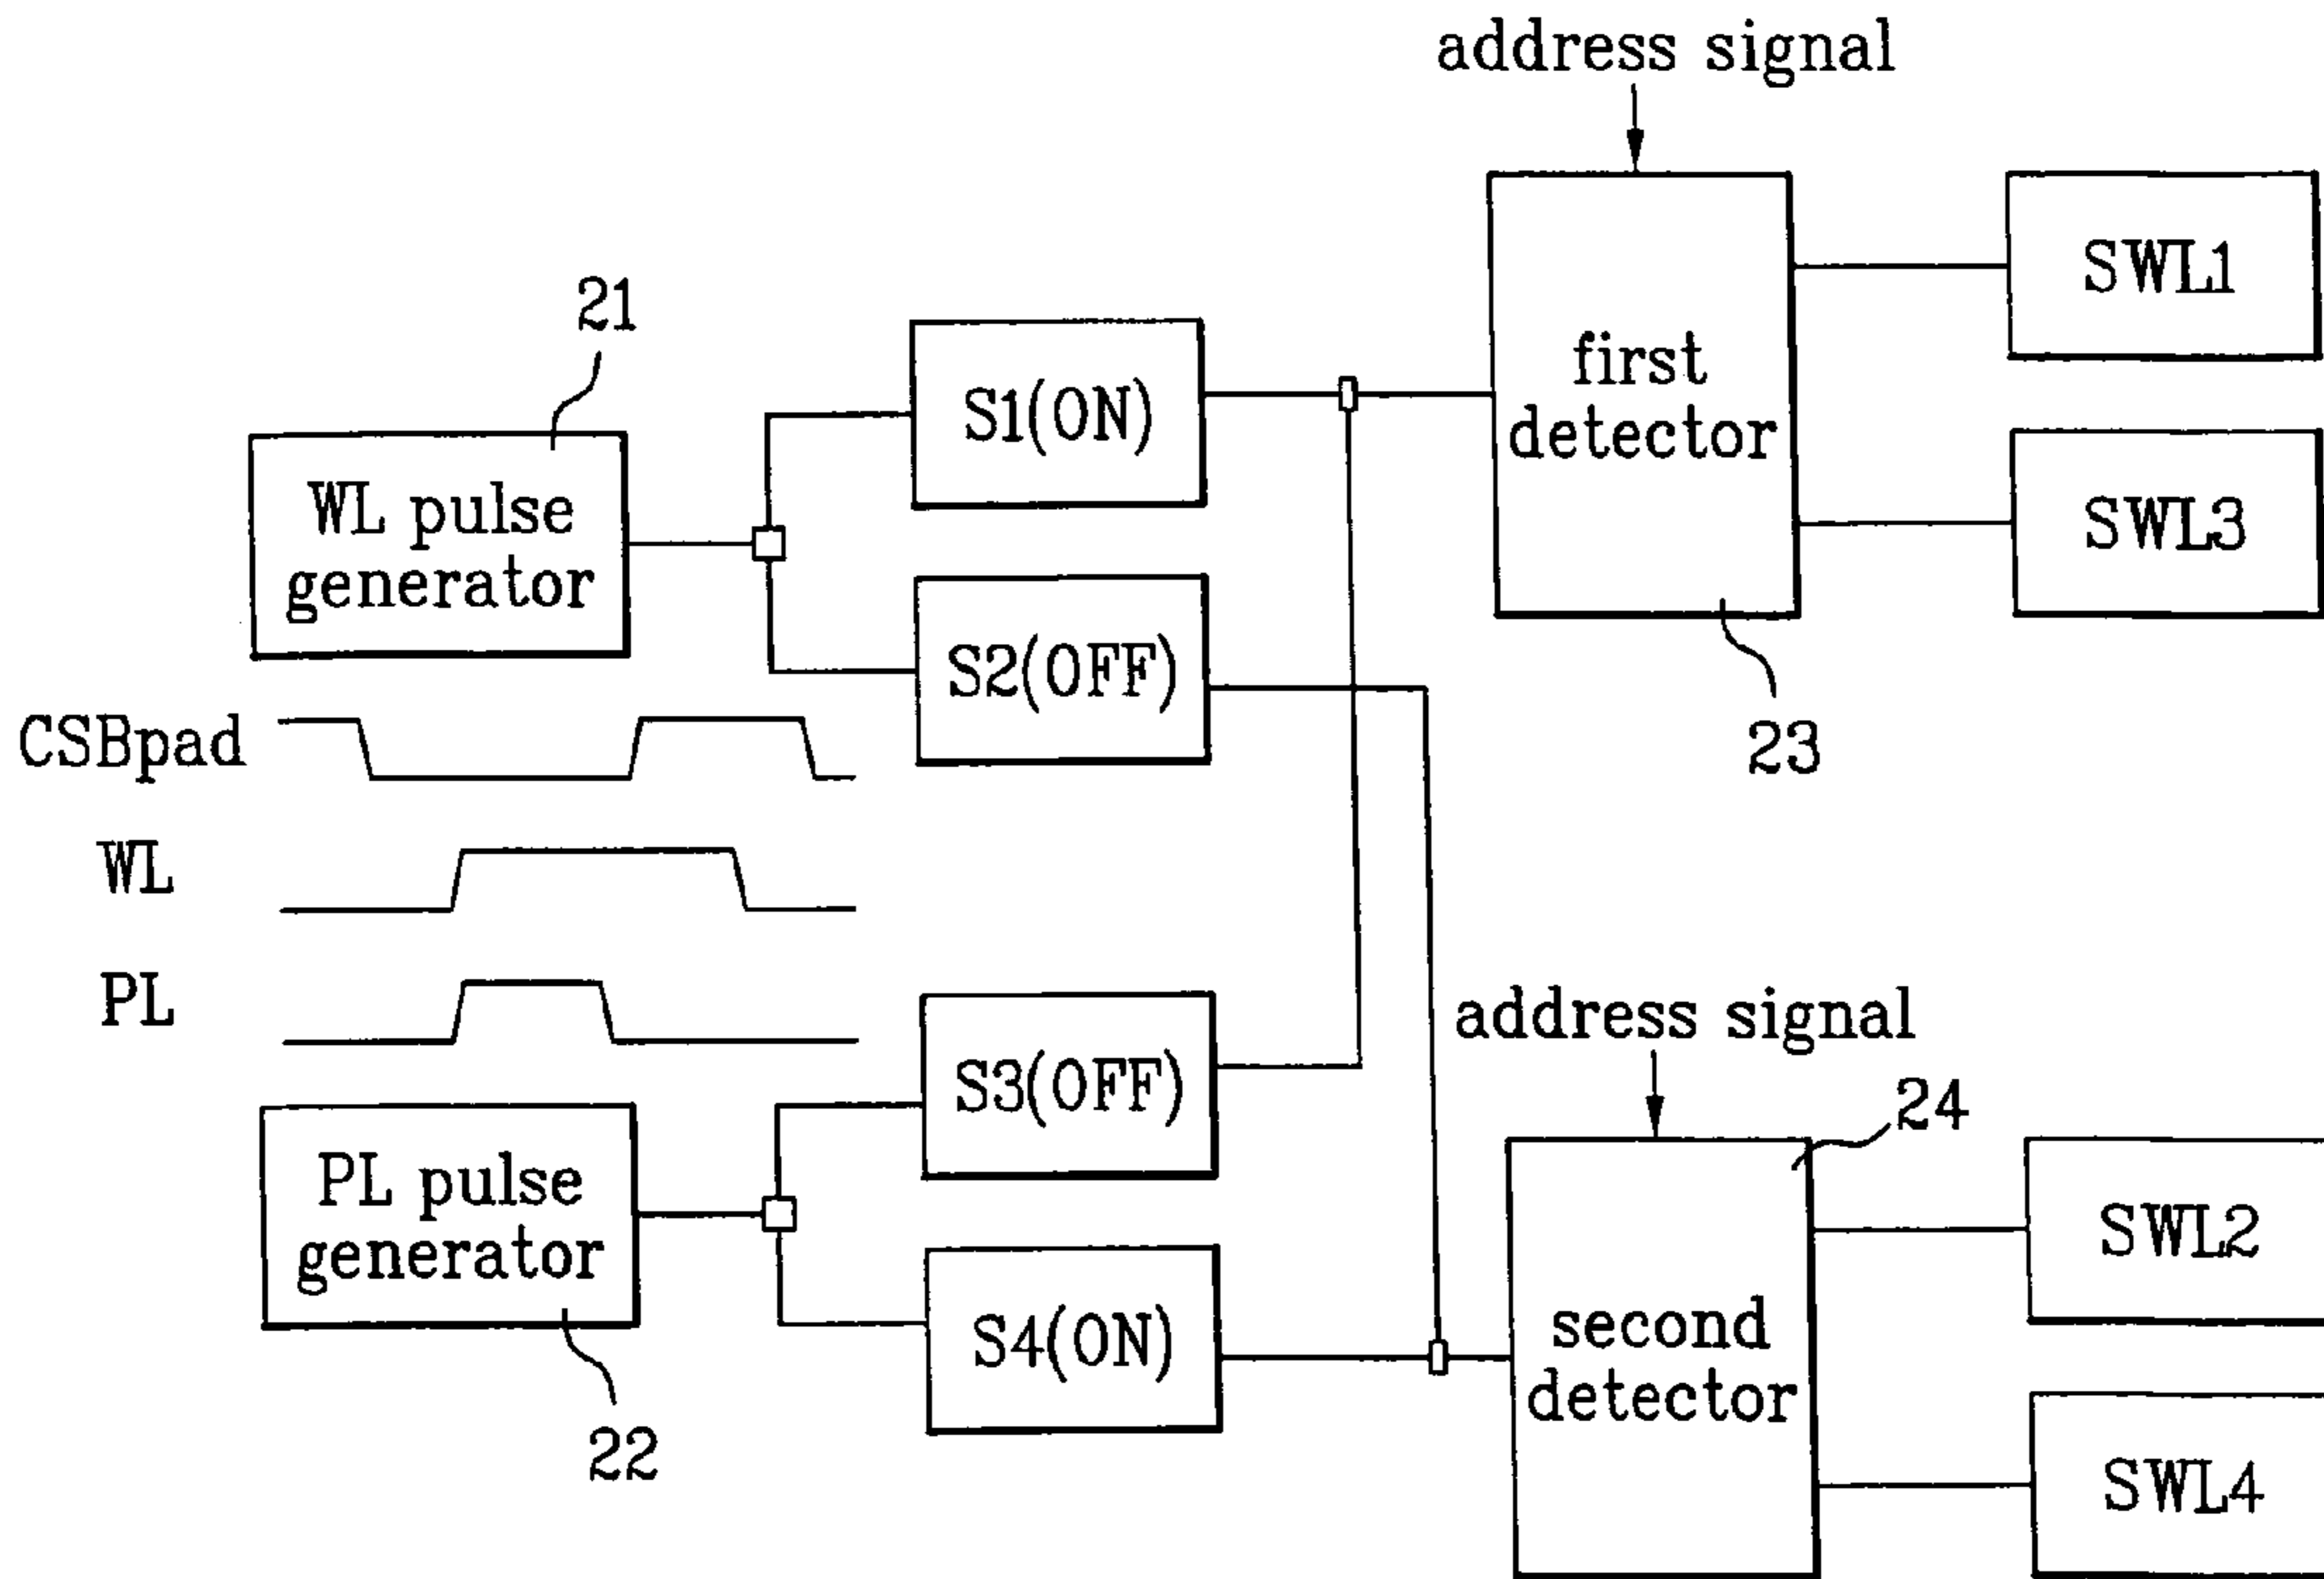 address signal
21
S1(ON)
first
detector
SWL1
WL pulse
generator
SWL3
S2(OFF)
23
CSBpad
WL
PL
address signal
S3(OFF)
24
PL pulse
generator
SWL2
S4(ON)
second
detector
22
SWL4